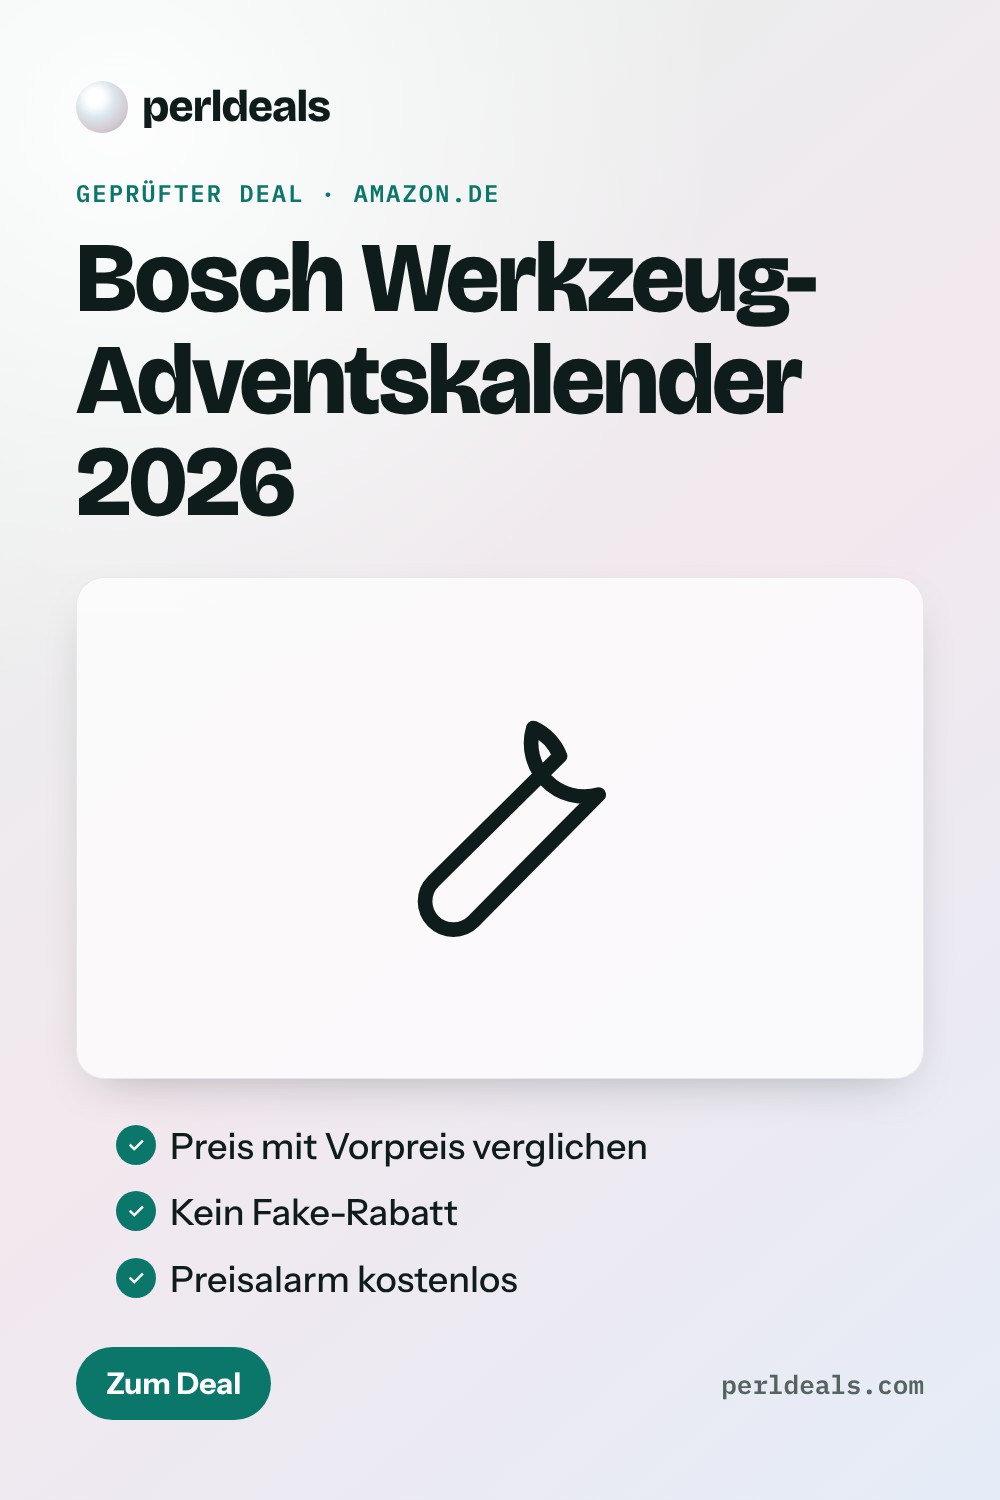 perldeals
GEPRÜFTER DEAL · AMAZON.DE
Bosch Werkzeug-
Adventskalender
2026
Preis mit Vorpreis verglichen
Kein Fake-Rabatt
Preisalarm kostenlos
Zum Deal
perldeals.com